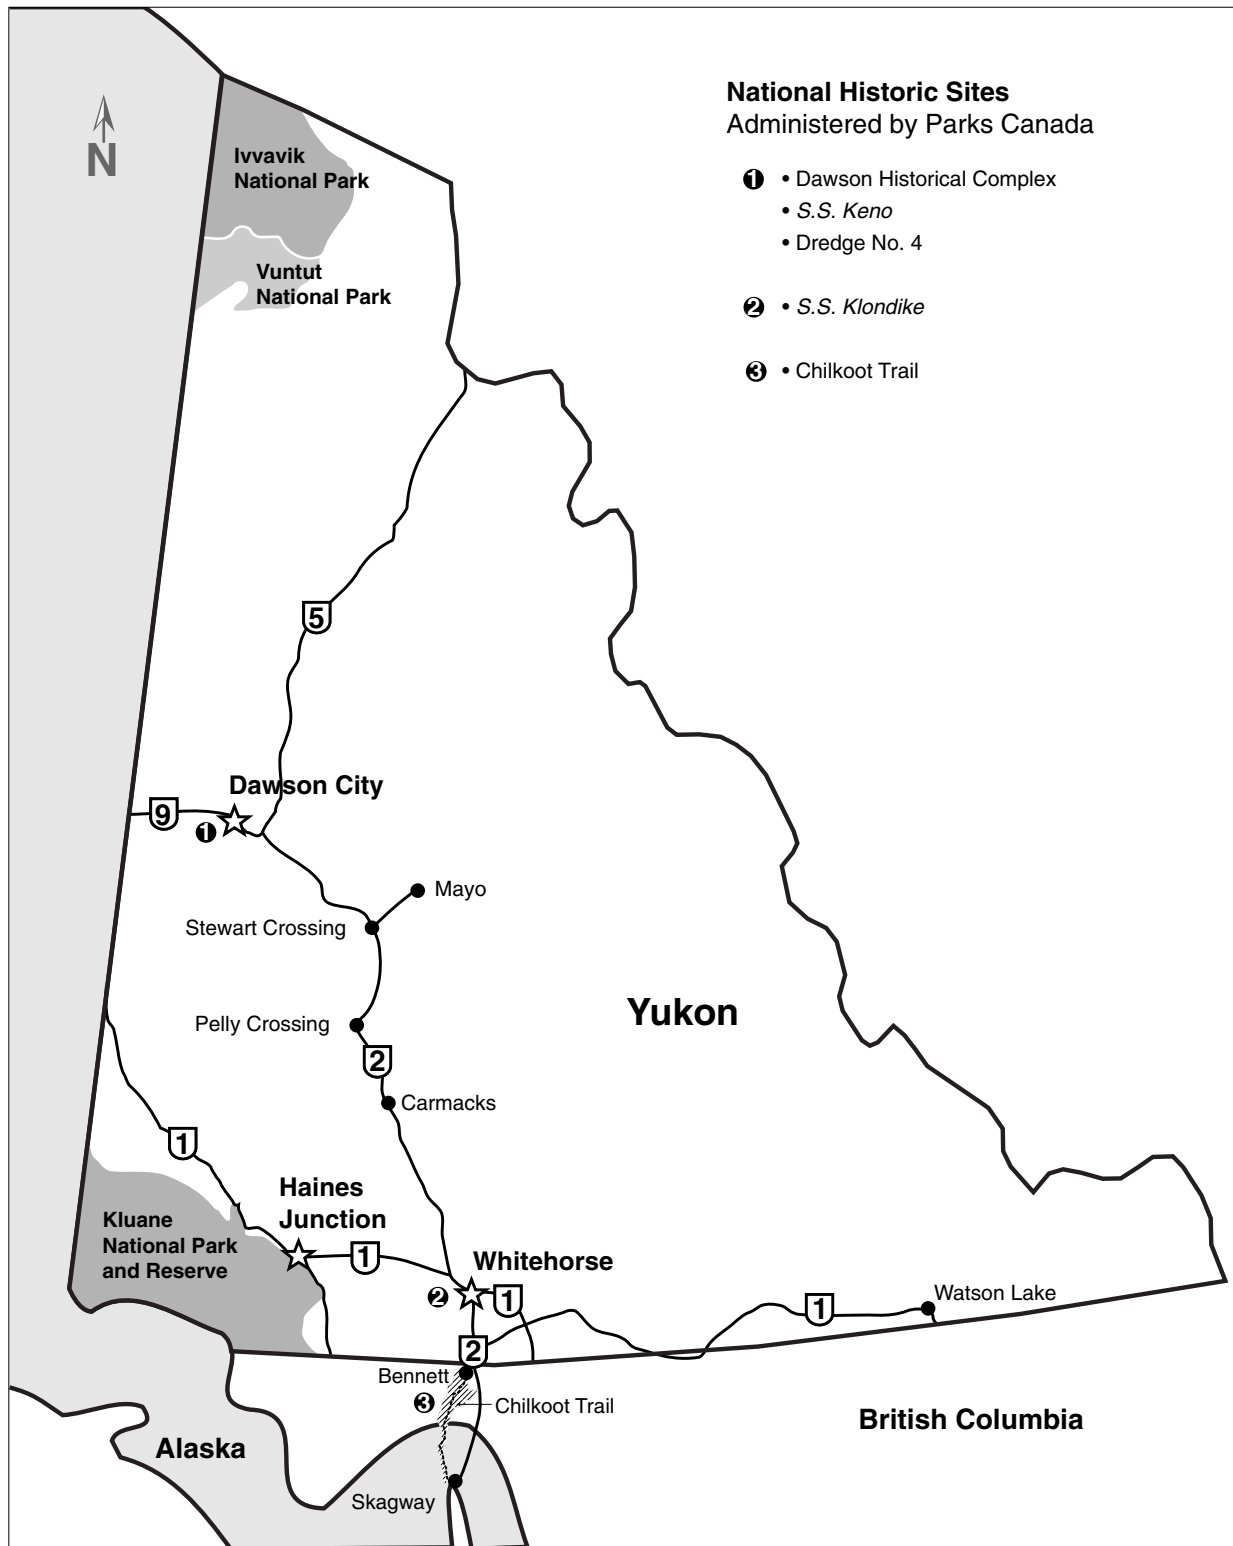 National Historic Sites
Administered by Parks Canada
1 • Dawson Historical Complex
• S.S. Keno
• Dredge No. 4
2 • S.S. Klondike
3 • Chilkoot Trail
N
Ivvavik
National Park
Vuntut
National Park
5
Dawson City
9
1
Mayo
Stewart Crossing
Yukon
Pelly Crossing
2
Carmacks
1
Haines
Junction
Kluane
National Park
and Reserve
1
Whitehorse
2
1
1
Watson Lake
2
Bennett
3
Chilkoot Trail
British Columbia
Alaska
Skagway